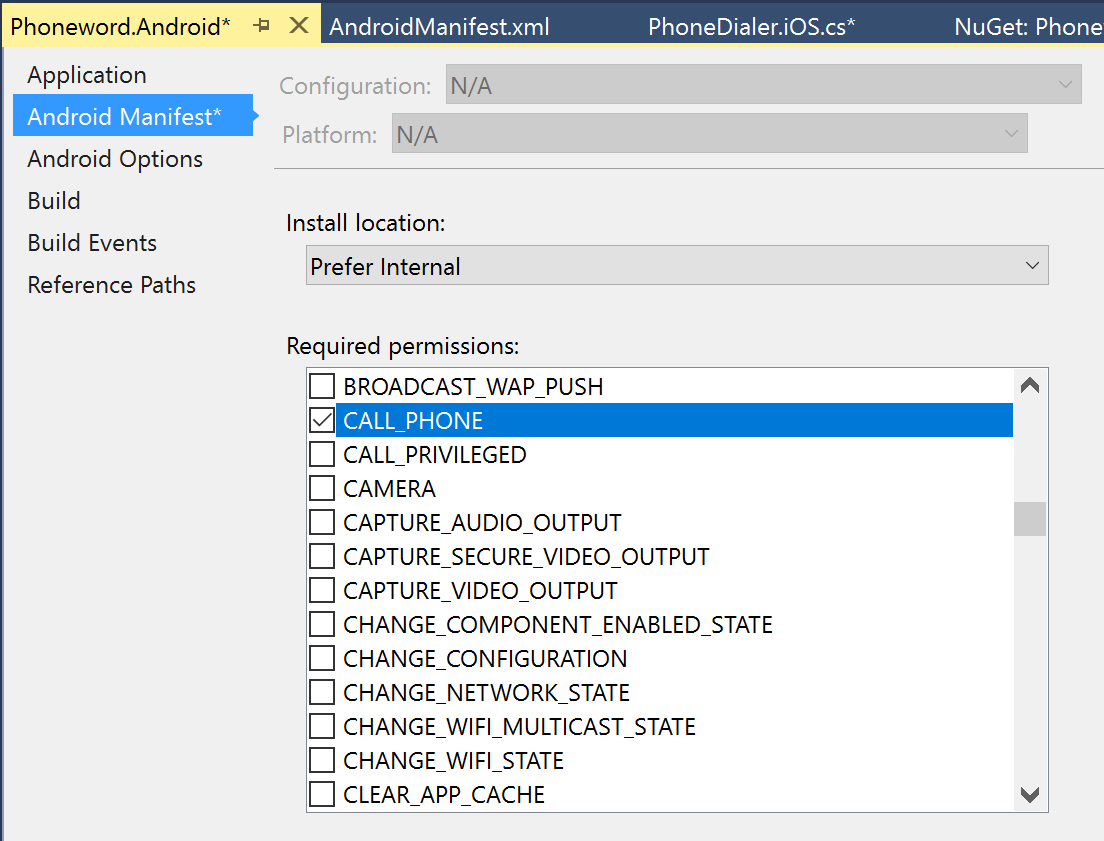 Phoneword.Android* AndroidManifest.xml PhoneDialer.iOS.cs* NuGet: Phone
Application
Android Manifest*
Android Options
Build
Build Events
Reference Paths
Configuration: N/A
Platform: N/A
Install location:
Prefer Internal
Required permissions:
BROADCAST_WAP_PUSH
CALL_PHONE
CALL_PRIVILEGED
CAMERA
CAPTURE_AUDIO_OUTPUT
CAPTURE_SECURE_VIDEO_OUTPUT
CAPTURE_VIDEO_OUTPUT
CHANGE_COMPONENT_ENABLED_STATE
CHANGE_CONFIGURATION
CHANGE_NETWORK_STATE
CHANGE_WIFI_MULTICAST_STATE
CHANGE_WIFI_STATE
CLEAR_APP_CACHE